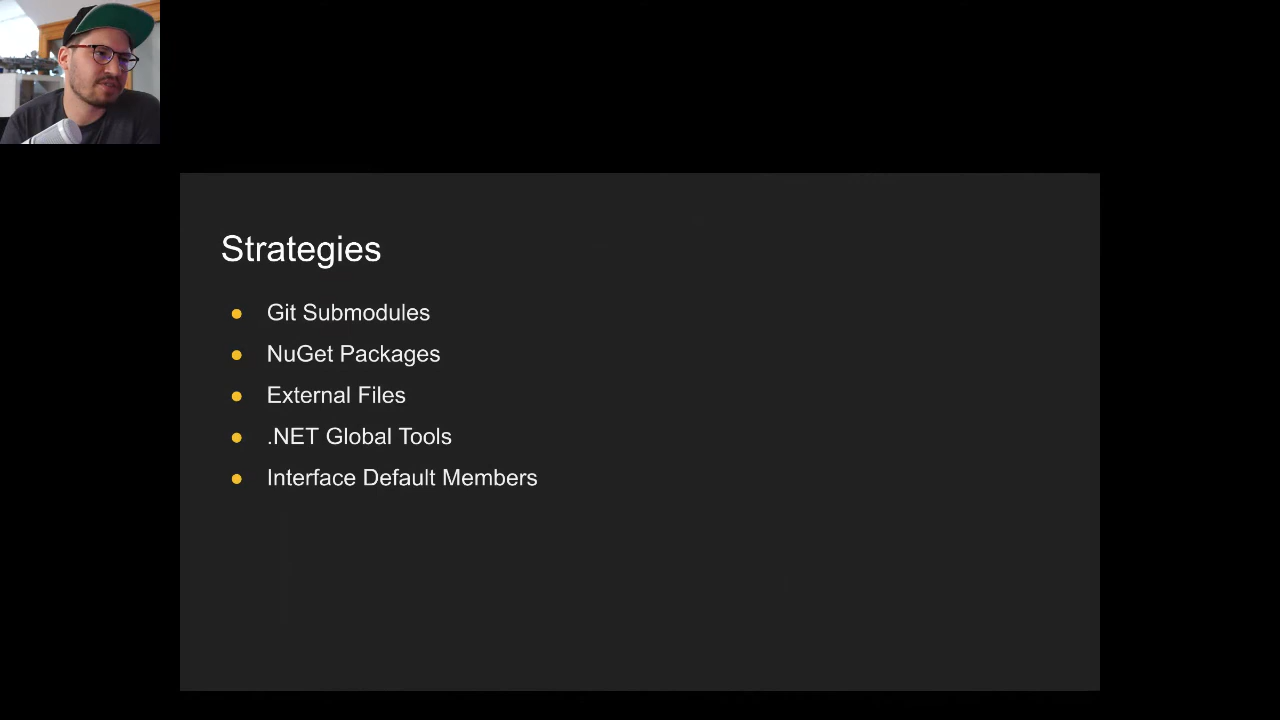 Strategies
● Git Submodules
● NuGet Packages
● External Files
● .NET Global Tools
● Interface Default Members